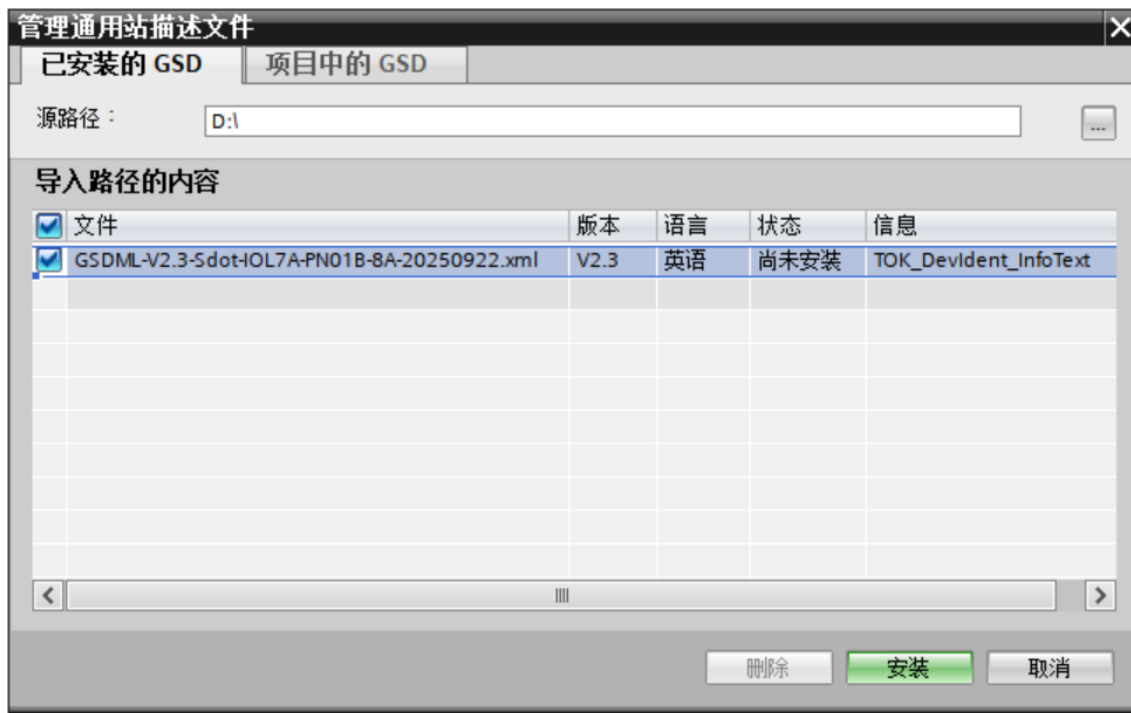 管理通用站描述文件
已安装的 GSD 项目中的 GSD
源路径： D:\ ...
导入路径的内容
文件 版本 语言 状态 信息
GSDML-V2.3-Sdot-IOL7A-PN01B-8A-20250922.xml V2.3 英语 尚未安装 TOK_DevIdent_InfoText
删除 安装 取消